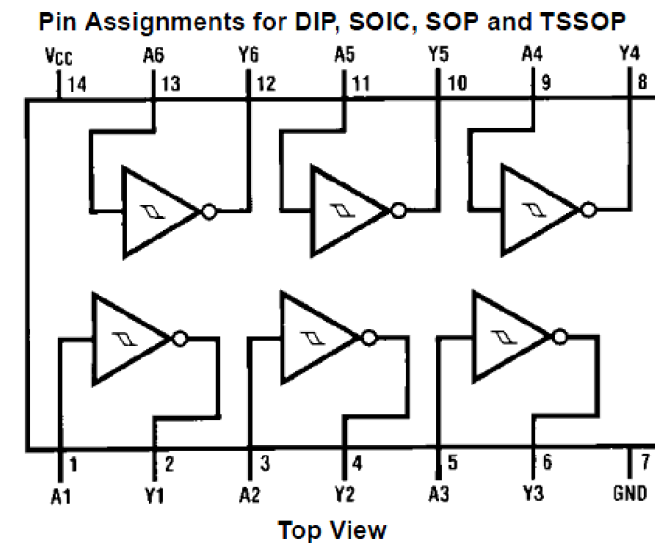 Pin Assignments for DIP, SOIC, SOP and TSSOP
VCC A6 Y6 A5 Y5 A4 Y4
14 13 12 11 10 9 8
1 2 3 4 5 6 7
A1 Y1 A2 Y2 A3 Y3 GND
Top View